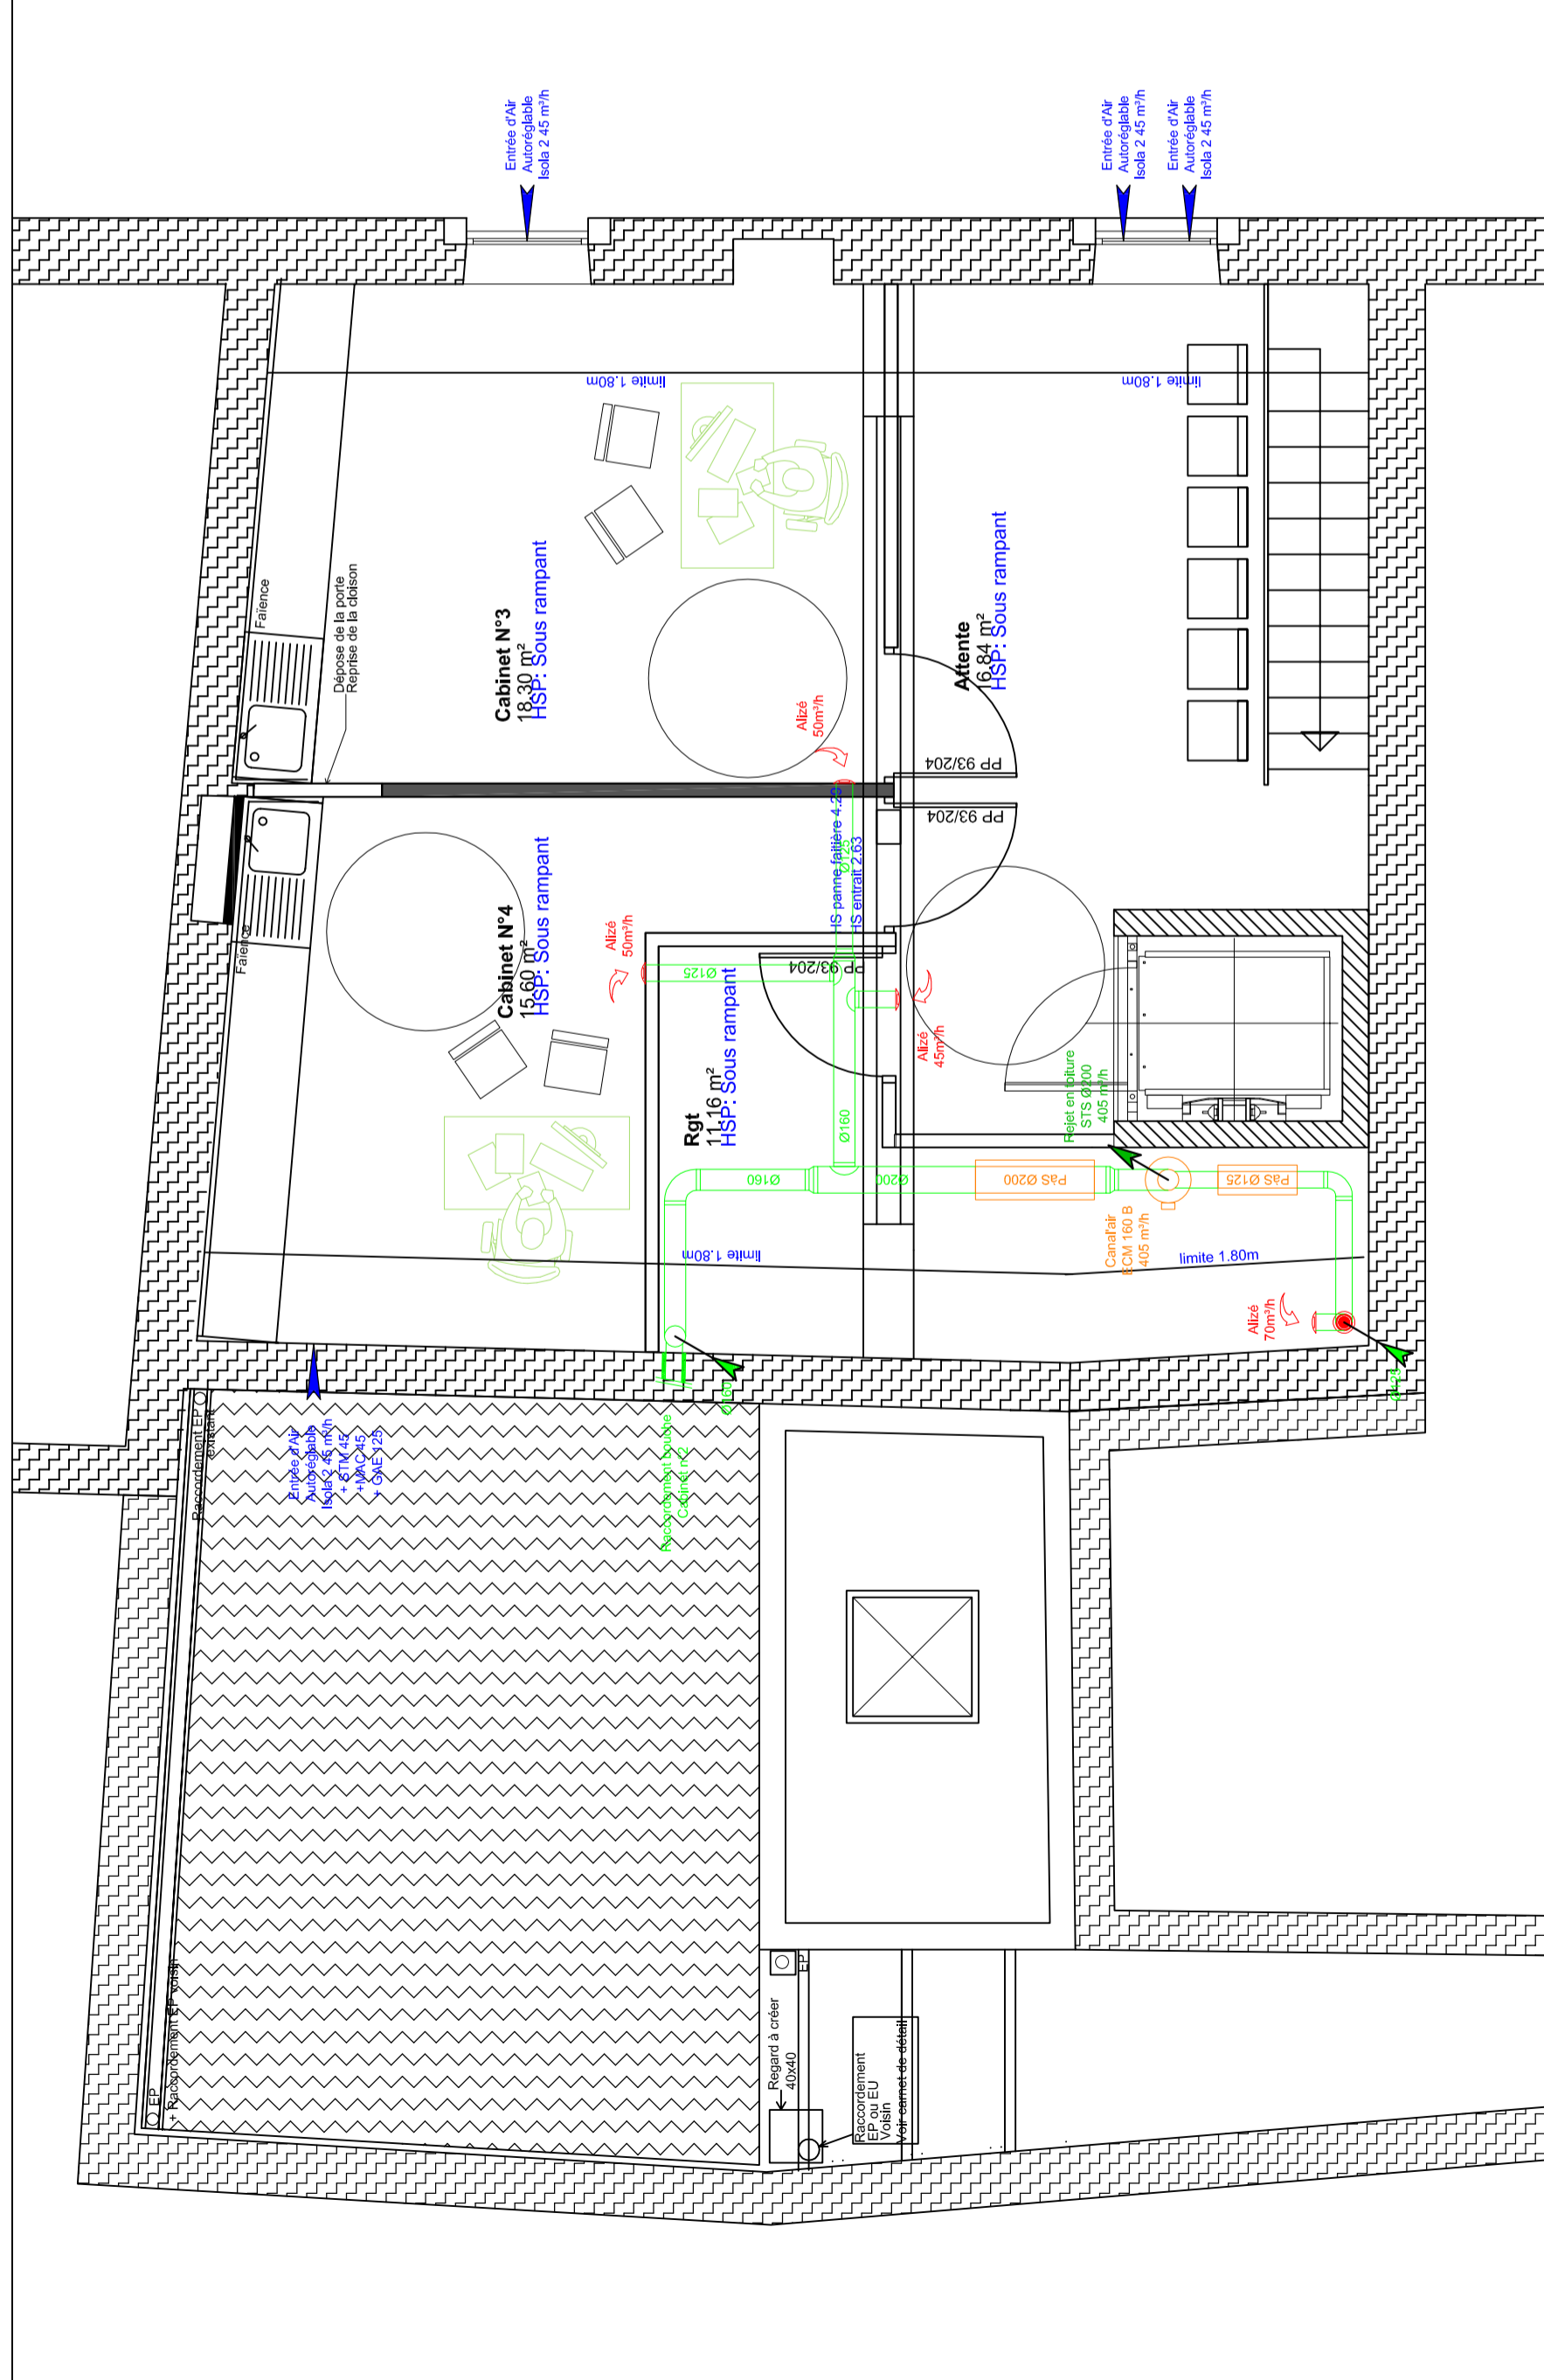 Entrée d'Air
Autoréglable
Isola 2 45 m³/h
Entrée d'Air
Autoréglable
Isola 2 45 m³/h
Entrée d'Air
Autoréglable
Isola 2 45 m³/h
limite 1.80m
limite 1.80m
Faïence
Dépose de la porte
Reprise de la cloison
Cabinet N°3
18.30 m²
HSP: Sous rampant
Attente
16.84 m²
HSP: Sous rampant
Alizé
50m³/h
PP 93/204
PP 93/204
HS panne faitière 4.29
HS entrait 2.63
Ø125
Faïence
Cabinet N°4
15.60 m²
HSP: Sous rampant
Alizé
50m³/h
Ø125
PP 93/204
Rgt
11.16 m²
HSP: Sous rampant
Alizé
45m³/h
Rejet en toiture
STS Ø200
405 m³/h
Ø160
Ø160
Ø200
PàS Ø200
PàS Ø125
Canal'air
ECM 160 B
405 m³/h
limite 1.80m
limite 1.80m
Alizé
70m³/h
Ø160
Ø125
Raccordement EP
existant
Entrée d'Air
Autoréglable
Isola 2 45 m³/h
+ STM 45
+MAC 45
+ GAE 125
Raccordement bouche
Cabinet n°2
EP
+ Raccordement EP voisin
EP
Regard à créer
40x40
Raccordement
EP ou EU
Voisin
Voir carnet de détail